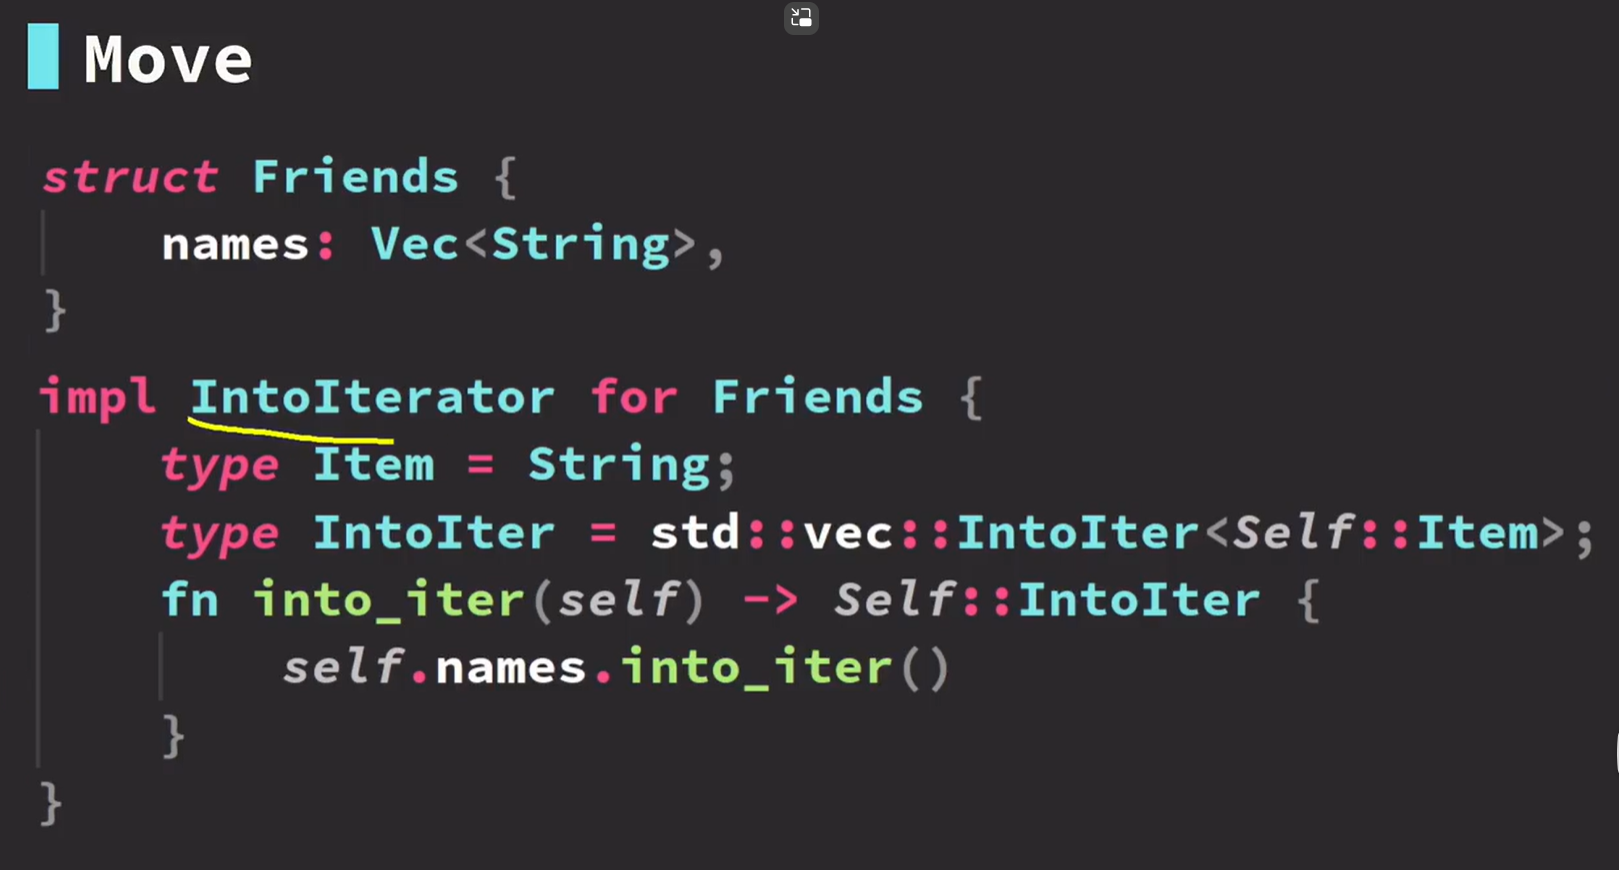 Move
struct Friends {
    names: Vec<String>,
}
impl IntoIterator for Friends {
    type Item = String;
    type IntoIter = std::vec::IntoIter<Self::Item>;
    fn into_iter(self) -> Self::IntoIter {
        self.names.into_iter()
    }
}